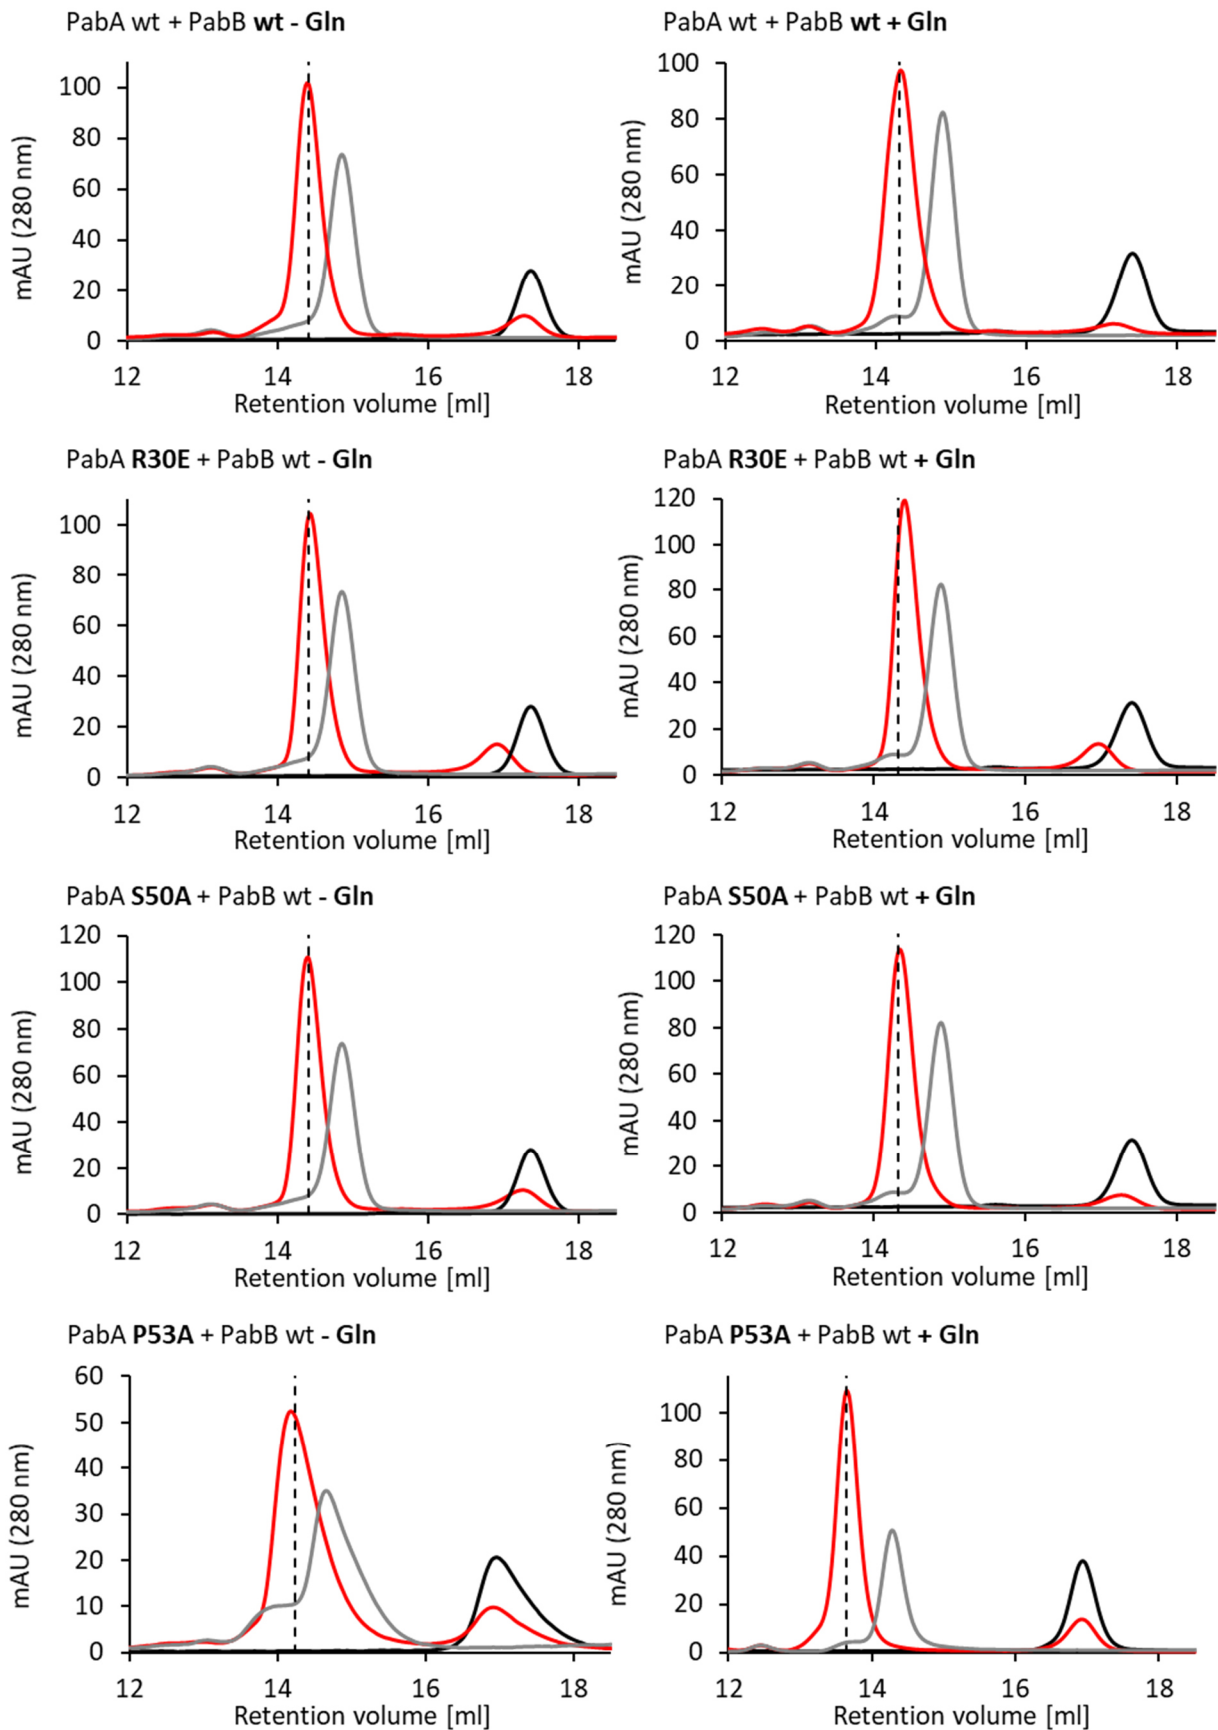 PabA wt + PabB wt - Gln
PabA wt + PabB wt + Gln
mAU (280 nm)
100
80
60
40
20
0
12 14 16 18
Retention volume [ml]
mAU (280 nm)
100
80
60
40
20
0
12 14 16 18
Retention volume [ml]
PabA R30E + PabB wt - Gln
PabA R30E + PabB wt + Gln
mAU (280 nm)
100
80
60
40
20
0
12 14 16 18
Retention volume [ml]
mAU (280 nm)
120
100
80
60
40
20
0
12 14 16 18
Retention volume [ml]
PabA S50A + PabB wt - Gln
PabA S50A + PabB wt + Gln
mAU (280 nm)
120
100
80
60
40
20
0
12 14 16 18
Retention volume [ml]
mAU (280 nm)
120
100
80
60
40
20
0
12 14 16 18
Retention volume [ml]
PabA P53A + PabB wt - Gln
PabA P53A + PabB wt + Gln
mAU (280 nm)
60
50
40
30
20
10
0
12 14 16 18
Retention volume [ml]
mAU (280 nm)
100
80
60
40
20
0
12 14 16 18
Retention volume [ml]